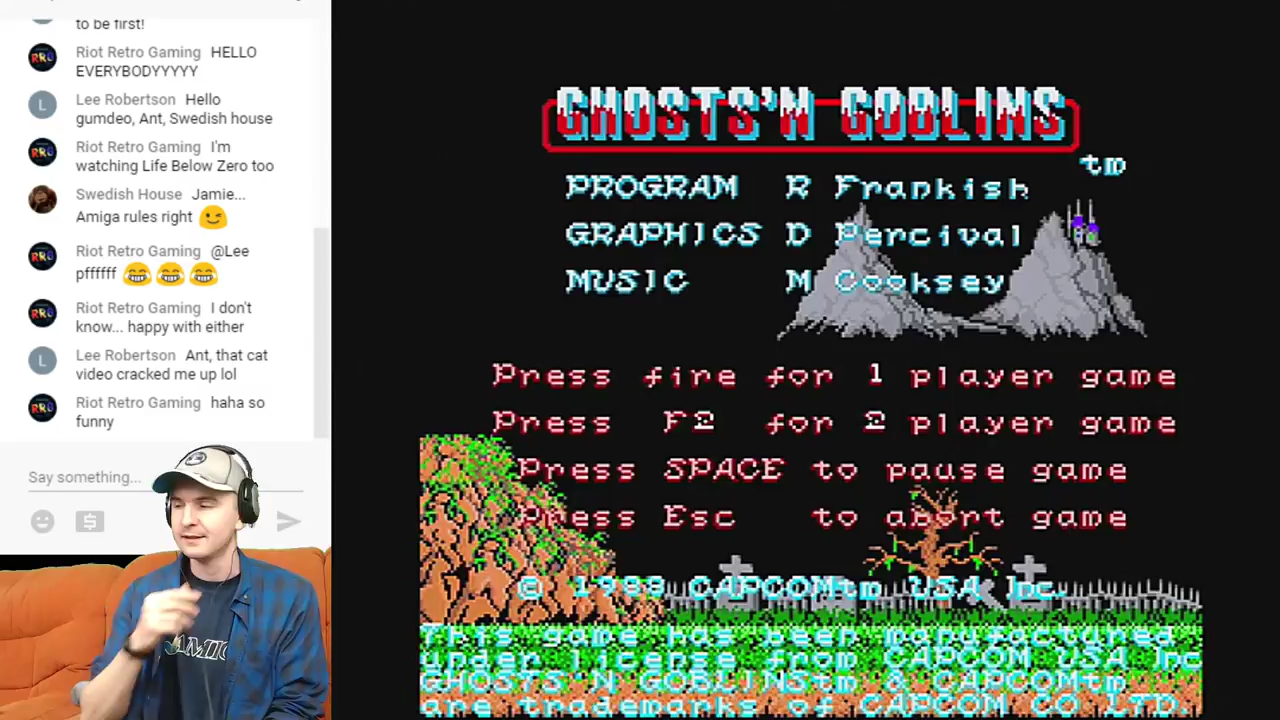 to be first!
Riot Retro Gaming HELLO
EVERYBODYYYYY
Lee Robertson Hello
gumdeo, Ant, Swedish house
Riot Retro Gaming I'm
watching Life Below Zero too
Swedish House Jamie...
Amiga rules right
Riot Retro Gaming @Lee
pffffff
Riot Retro Gaming I don't
know... happy with either
Lee Robertson Ant, that cat
video cracked me up lol
Riot Retro Gaming haha so
funny
Say something...
GHOSTS'N GOBLINS
tm
PROGRAM R Frankish
GRAPHICS D Percival
MUSIC M Cooksey
Press fire for 1 player game
Press F2 for 2 player game
Press SPACE to pause game
Press Esc to abort game
© 1989 CAPCOMtm USA Inc.
This game has been manufactured
under license from CAPCOM USA Inc
GHOSTS'N GOBLINStm & CAPCOMtm
are trademarks of CAPCOM CO LTD.